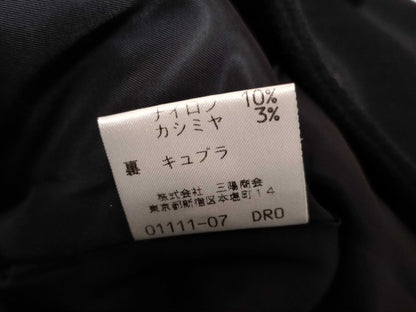 ナイロン 10%
カシミヤ 3%
裏 キュプラ
株式会社 三陽商会
東京都新宿区本塩町14
01111-07 DRO